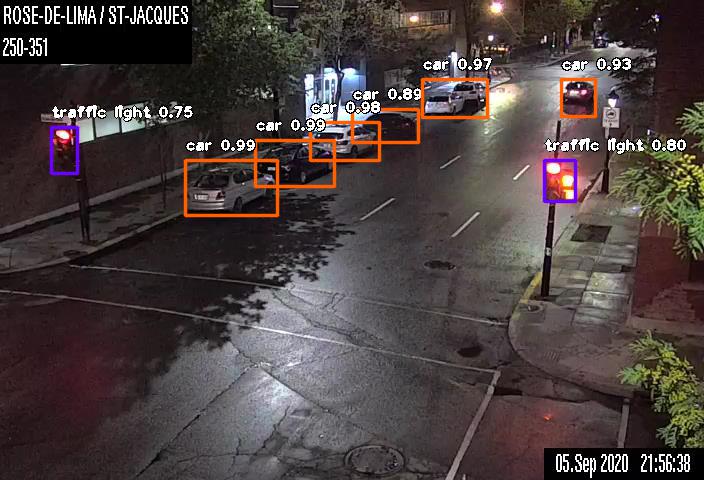 ROSE-DE-LIMA / ST-JACQUES
250-351
car 0.97
car 0.93
car 0.89
car 0.98
traffic light 0.75
car 0.99
car 0.99
traffic light 0.80
05.Sep 2020 21:56:38